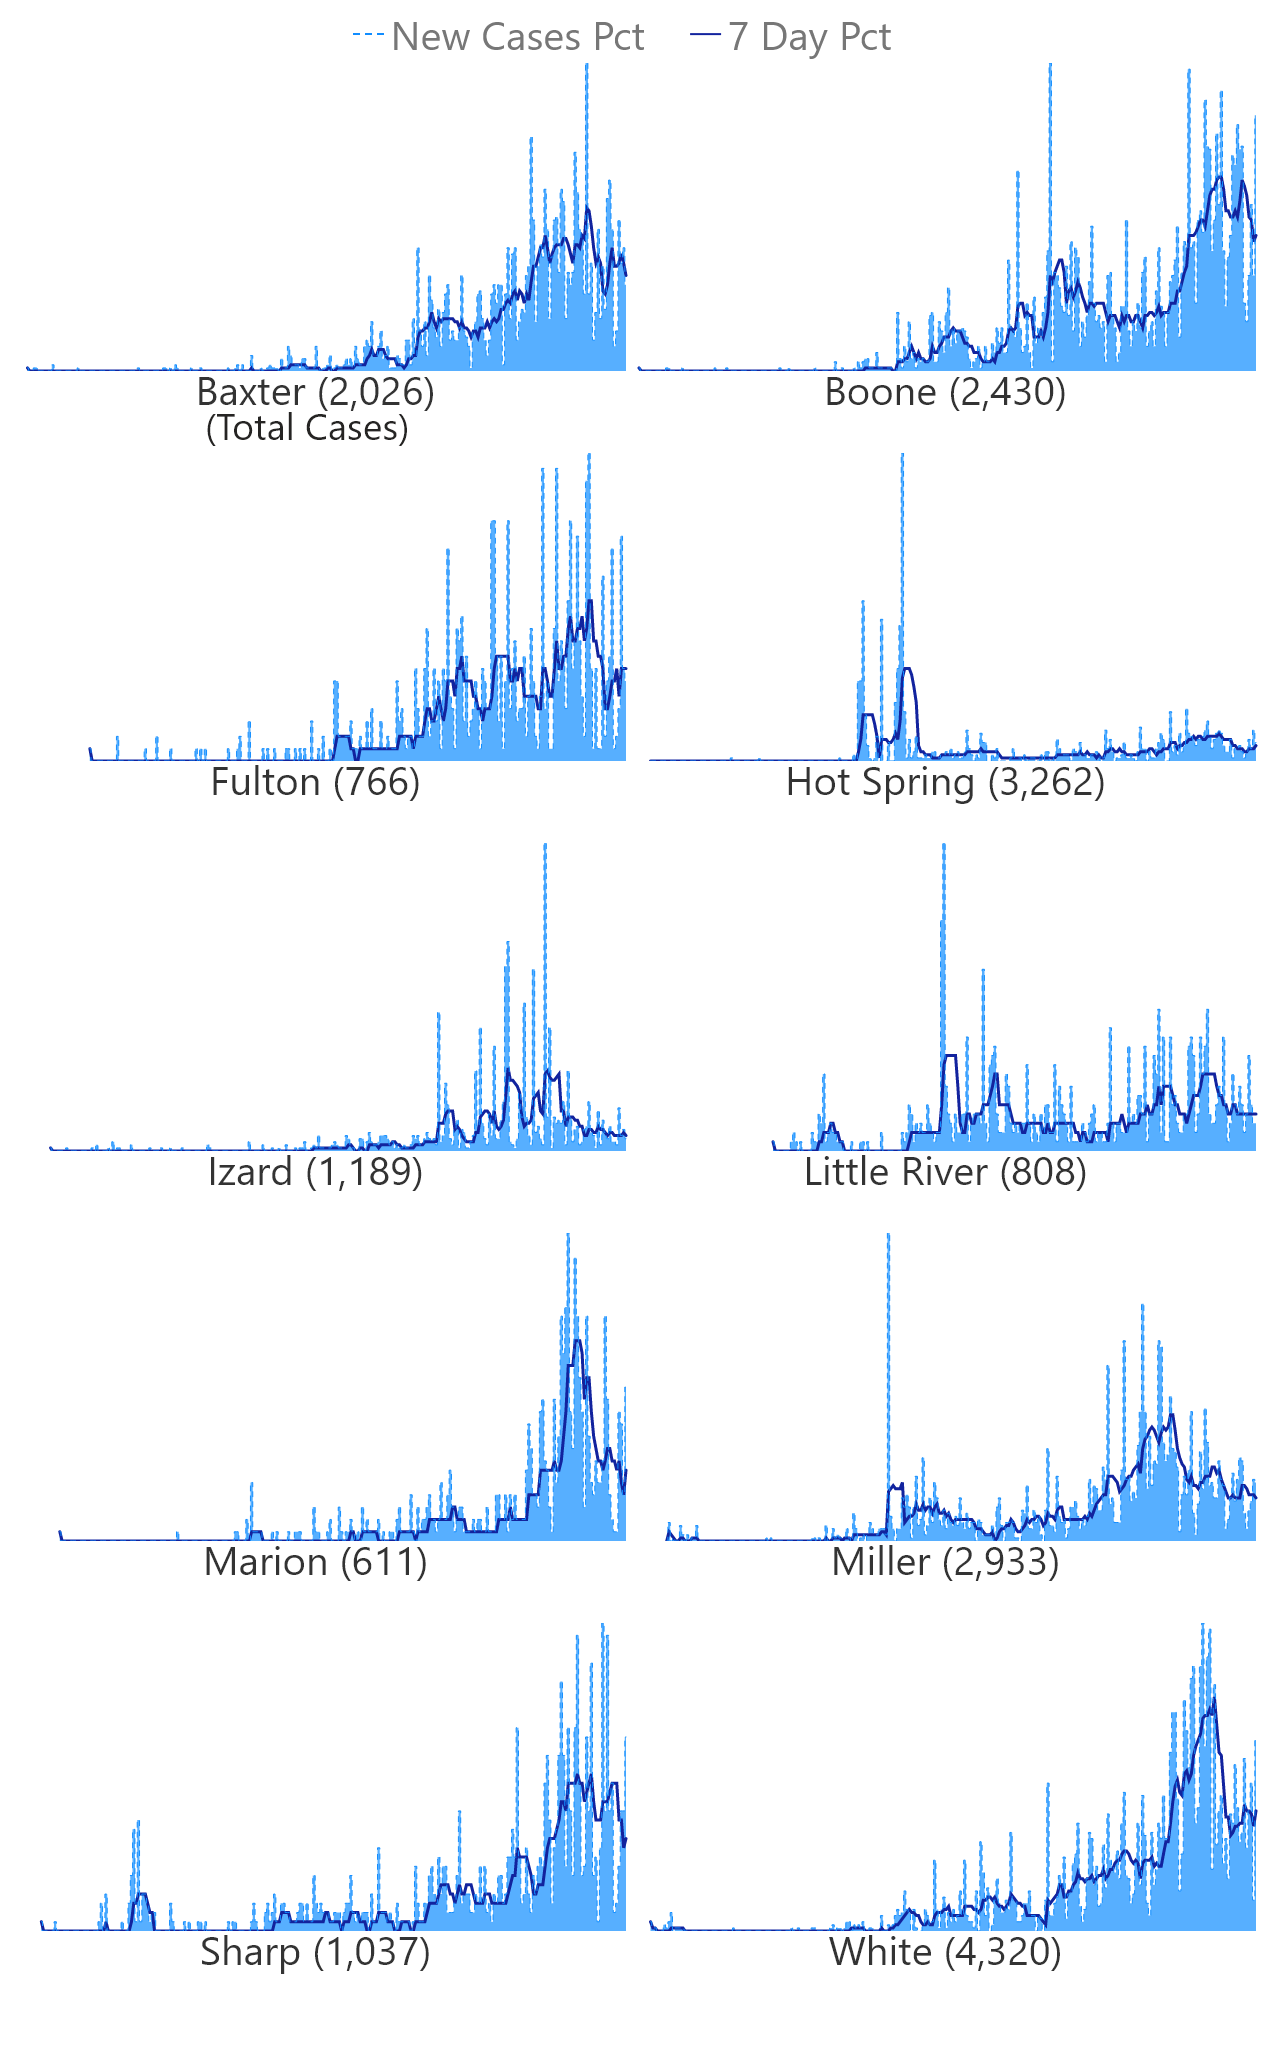 New Cases Pct 7 Day Pct
Baxter (2,026) Boone (2,430)
(Total Cases)
Fulton (766) Hot Spring (3,262)
Izard (1,189) Little River (808)
Marion (611) Miller (2,933)
Sharp (1,037) White (4,320)